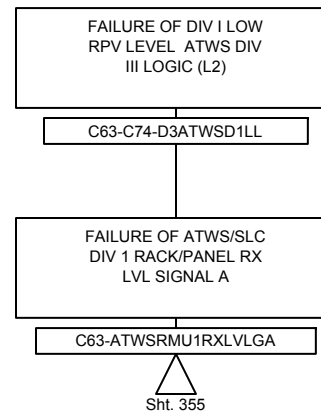 FAILURE OF DIV I LOW
RPV LEVEL ATWS DIV
III LOGIC (L2)
C63-C74-D3ATWSD1LL
FAILURE OF ATWS/SLC
DIV 1 RACK/PANEL RX
LVL SIGNAL A
C63-ATWSRMU1RXLVLGA
Sht. 355